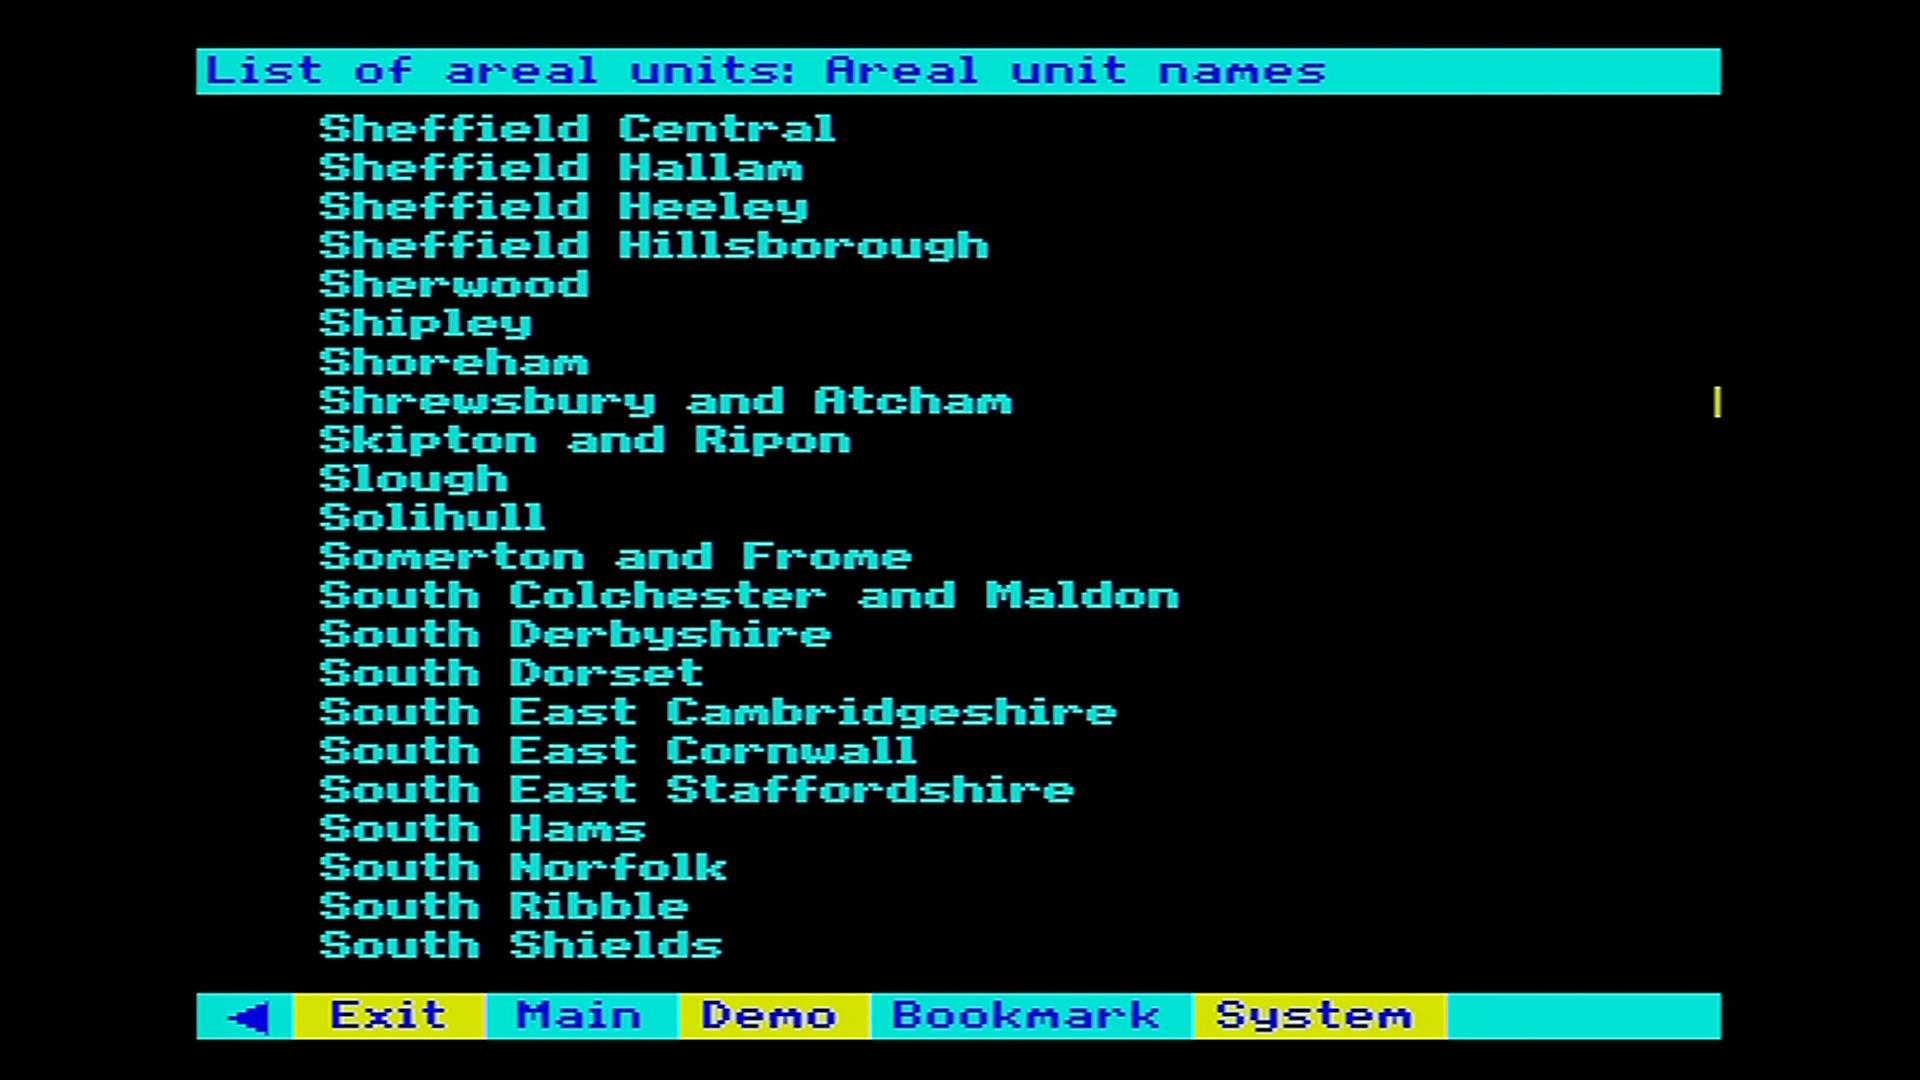 List of areal units: Areal unit names
Sheffield Central
Sheffield Hallam
Sheffield Heeley
Sheffield Hillsborough
Sherwood
Shipley
Shoreham
Shrewsbury and Atcham
Skipton and Ripon
Slough
Solihull
Somerton and Frome
South Colchester and Maldon
South Derbyshire
South Dorset
South East Cambridgeshire
South East Cornwall
South East Staffordshire
South Hams
South Norfolk
South Ribble
South Shields
Exit Main Demo Bookmark System